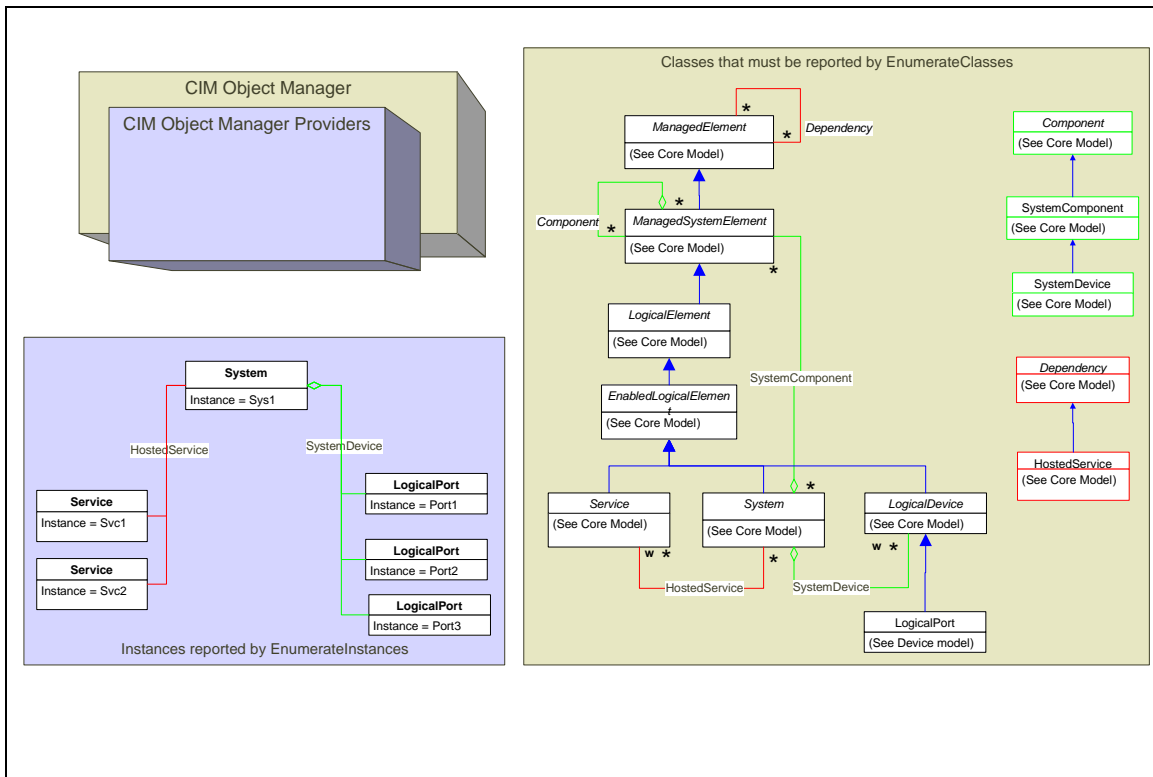 CIM Object Manager
CIM Object Manager Providers
System
Instance = Sys1
HostedService
SystemDevice
Service
Instance = Svc1
Service
Instance = Svc2
LogicalPort
Instance = Port1
LogicalPort
Instance = Port2
LogicalPort
Instance = Port3
Instances reported by EnumerateInstances
Classes that must be reported by EnumerateClasses
*
ManagedElement
(See Core Model)
*
Dependency
Component
*
*
ManagedSystemElement
(See Core Model)
*
LogicalElement
(See Core Model)
SystemComponent
EnabledLogicalElemen
t
(See Core Model)
Service
(See Core Model)
w *
System
(See Core Model)
*
*
LogicalDevice
(See Core Model)
w *
HostedService
SystemDevice
LogicalPort
(See Device model)
Component
(See Core Model)
SystemComponent
(See Core Model)
SystemDevice
(See Core Model)
Dependency
(See Core Model)
HostedService
(See Core Model)